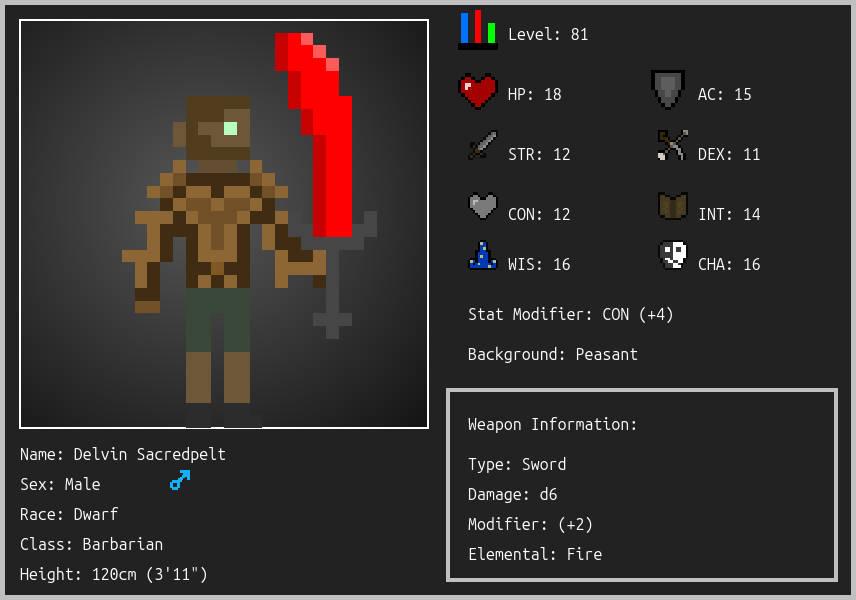 Level: 81
HP: 18
AC: 15
STR: 12
DEX: 11
CON: 12
INT: 14
WIS: 16
CHA: 16
Stat Modifier: CON (+4)
Background: Peasant
Weapon Information:
Type: Sword
Damage: d6
Modifier: (+2)
Elemental: Fire
Name: Delvin Sacredpelt
Sex: Male
Race: Dwarf
Class: Barbarian
Height: 120cm (3'11")